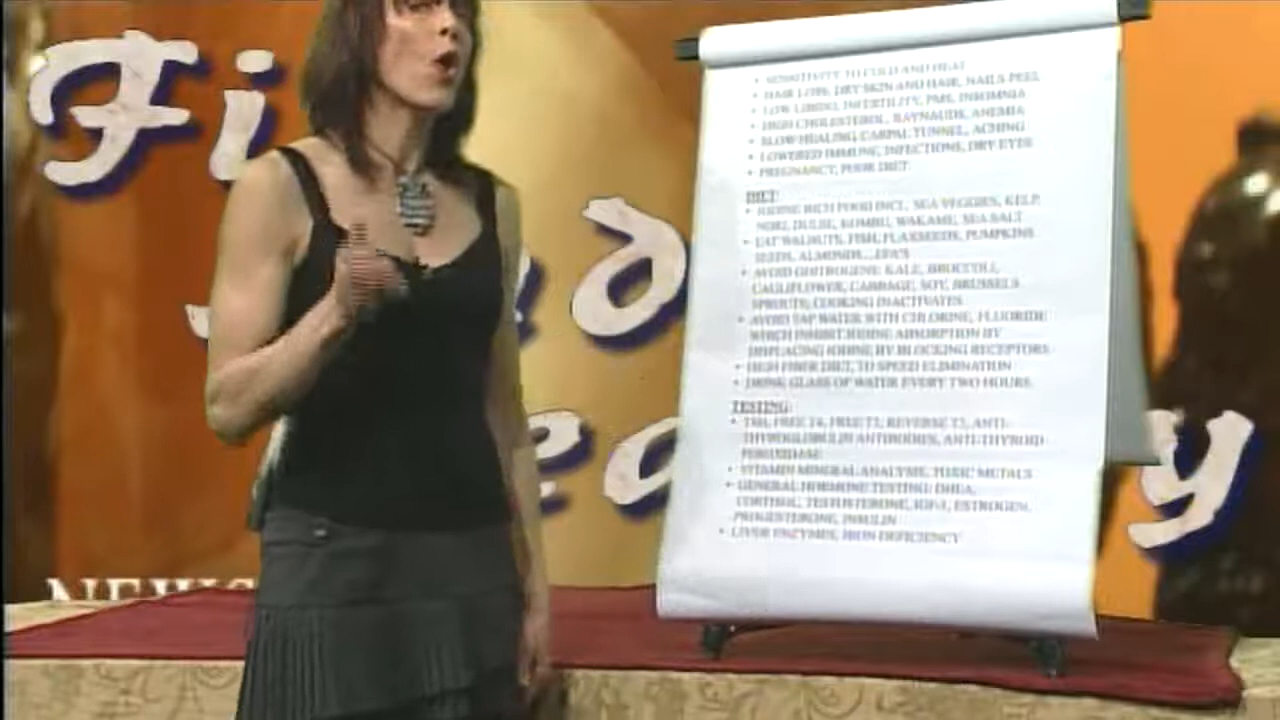 Fi
d
ea
y
NEWS
• SENSITIVITY TO COLD AND HEAT
• HAIR LOSS, DRY SKIN AND HAIR, NAILS PEEL
• LOW LIBIDO, INFERTILITY, PMS, INSOMNIA
• HIGH CHOLESTEROL, RAYNAUDS, ANEMIA
• SLOW HEALING, CARPAL TUNNEL, ACHING
• LOWERED IMMUNE, INFECTIONS, DRY EYES
• PREGNANCY, POOR DIET
DIET:
• IODINE RICH FOOD INCL. SEA VEGGIES, KELP,
NORI, DULSE, KOMBU, WAKAME, SEA SALT
• EAT WALNUTS, FISH, FLAXSEEDS, PUMPKINS
SEEDS, ALMONDS...EFA'S
• AVOID GOITROGENS: KALE, BROCCOLI,
CAULIFLOWER, CABBAGE, SOY, BRUSSELS
SPROUTS; COOKING INACTIVATES
• AVOID TAP WATER WITH CHLORINE, FLUORIDE
WHICH INHIBIT IODINE ABSORPTION BY
DISPLACING IODINE BY BLOCKING RECEPTORS
• HIGH FIBER DIET, TO SPEED ELIMINATION
• DRINK GLASS OF WATER EVERY TWO HOURS
TESTING:
• TSH, FREE T4, FREE T3, REVERSE T3, ANTI-
THYROGLOBULIN ANTIBODIES, ANTI-THYROID
PEROXIDASE
• VITAMIN MINERAL ANALYSIS, TOXIC METALS
• GENERAL HORMONE TESTING: DHEA,
CORTISOL, TESTOSTERONE, IGF-1, ESTROGEN,
PROGESTERONE, INSULIN
• LIVER ENZYMES, IRON DEFICIENCY